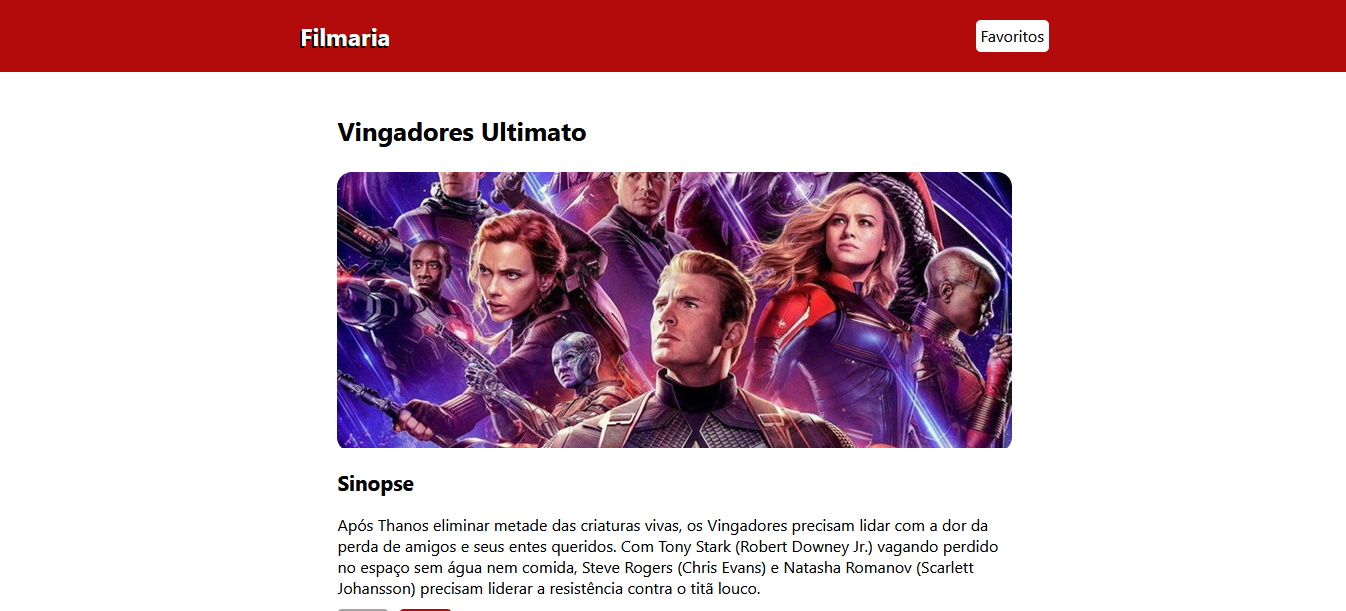 Filmaria
Favoritos
Vingadores Ultimato
Sinopse
Após Thanos eliminar metade das criaturas vivas, os Vingadores precisam lidar com a dor da
perda de amigos e seus entes queridos. Com Tony Stark (Robert Downey Jr.) vagando perdido
no espaço sem água nem comida, Steve Rogers (Chris Evans) e Natasha Romanov (Scarlett
Johansson) precisam liderar a resistência contra o titã louco.